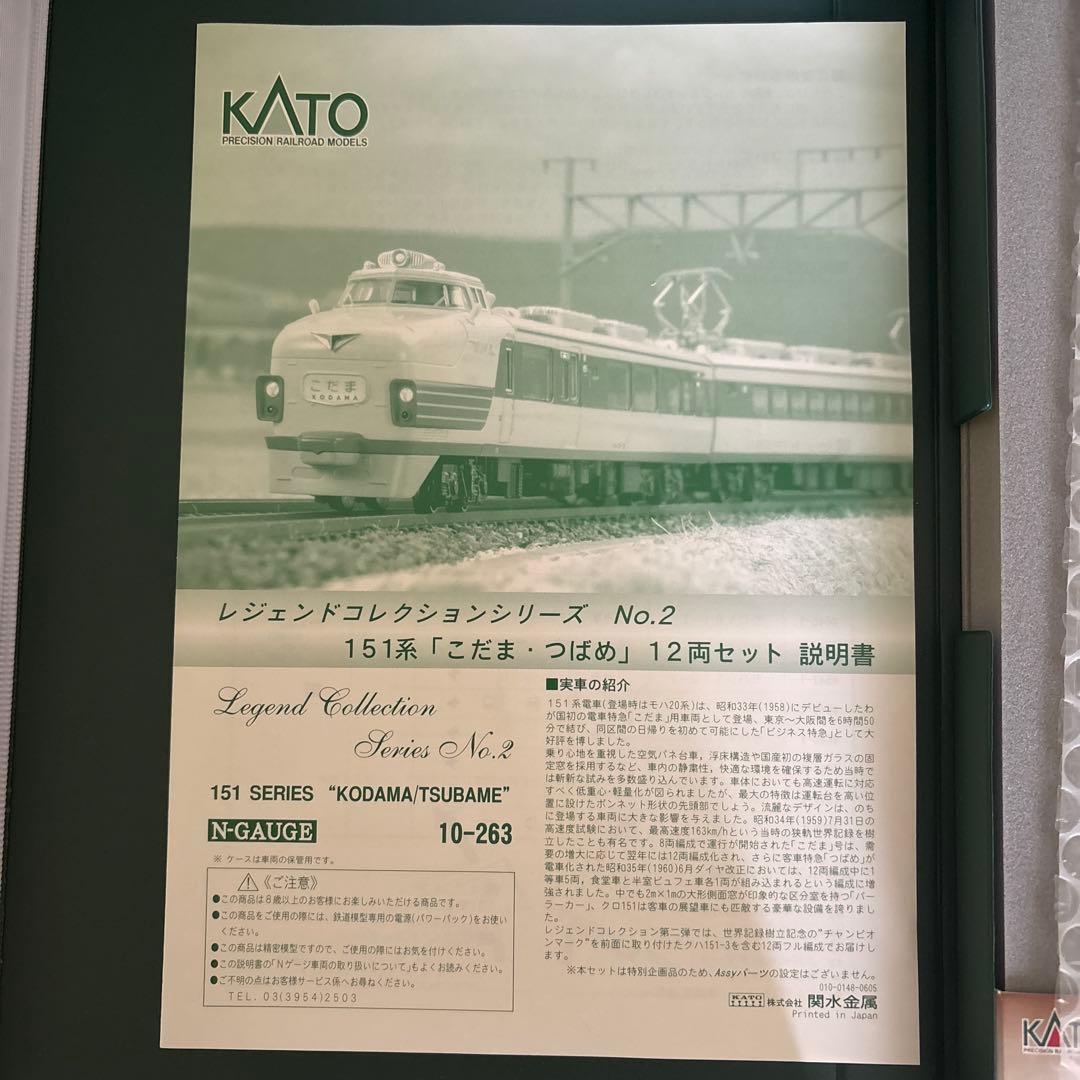 KATO
PRECISION RAILROAD MODELS
こだま
KODAMA
レジェンドコレクションシリーズ No.2
151系「こだま・つばめ」12両セット 説明書
Legend Collection
Series No.2
151 SERIES "KODAMA/TSUBAME"
N-GAUGE 10-263
※ ケースは車両の保管用です。
⚠《ご注意》
●この商品は8歳以上のお客様にお楽しみいただける商品です。
●この商品をご使用の際には、鉄道模型専用の電源(パワーパック)をお使い
ください。
●この商品は精密模型ですので、ご使用の際にはお気を付けください。
●この説明書の「Nゲージ車両の取り扱いについて」もよくお読みください。
●ご不明の点はお客様サービス係へお尋ねください。
TEL. 03(3954)2503
■実車の紹介
151系電車(登場時はモハ20系)は、昭和33年(1958)にデビューしたわ
が国初の電車特急「こだま」用車両として登場、東京〜大阪間を6時間50
分で結び、同区間の日帰りを初めて可能にした「ビジネス特急」として大
好評を博しました。
乗り心地を重視した空気バネ台車，浮床構造や国産初の複層ガラスの固
定窓を採用するなど、車内の静粛性，快適な環境を確保するため当時で
は斬新な試みを多数盛り込んでいます。車体においても高速運転に対応
すべく低重心･軽量化が図られましたが、最大の特徴は運転台を高い位
置に設けたボンネット形状の先頭部でしょう。流麗なデザインは、のち
に登場する車両に大きな影響を与えました。昭和34年(1959)7月31日の
高速度試験において、最高速度163km/hという当時の狭軌世界記録を樹
立したことも有名です。8両編成で運行が開始された「こだま」号は、需
要の増大に応じて翌年には12両編成化され、さらに客車特急「つばめ」が
電車化された昭和35年(1960)6月ダイヤ改正においては、12両編成中に1
等車5両，食堂車と半室ビュフェ車各1両が組み込まれるという編成に増
強されました。中でも2m×1mの大形側面窓が印象的な区分室を持つ「パー
ラーカー」、クロ151は客車の展望車にも匹敵する豪華な設備を誇りまし
た。
レジェンドコレクション第二弾では、世界記録樹立記念の"チャンピオ
ンマーク"を前面に取り付けたクハ151-3を含む12両フル編成でお届けし
ます。
※本セットは特別企画品のため、Assyパーツの設定はございません。
010-0148-0605
KATO 株式会社 関水金属
Printed in Japan
KAT
PRECISION RAILROAD